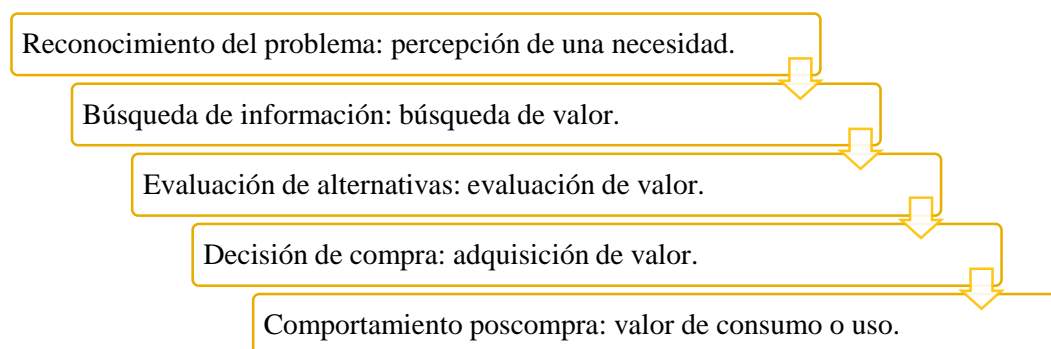 Reconocimiento del problema: percepción de una necesidad.
Búsqueda de información: búsqueda de valor.
Evaluación de alternativas: evaluación de valor.
Decisión de compra: adquisición de valor.
Comportamiento poscompra: valor de consumo o uso.